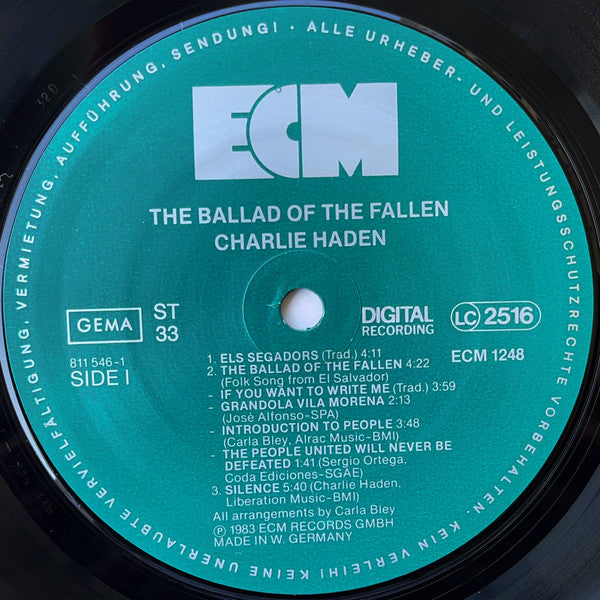 ALLE URHEBER- UND LEISTUNGSSCHUTZRECHTE VORBEHALTEN. KEIN VERLEIH! KEINE UNERLAUBTE VERVIELFÄLTIGUNG, VERMIETUNG, AUFFÜHRUNG, SENDUNG! ·
ECM
THE BALLAD OF THE FALLEN
CHARLIE HADEN
GEMA
ST
33
DIGITAL
RECORDING
LC 2516
811 546-1
SIDE I
ECM 1248
1. ELS SEGADORS (Trad.) 4:11
2. THE BALLAD OF THE FALLEN 4:22
(Folk Song from El Salvador)
- IF YOU WANT TO WRITE ME (Trad.) 3:59
- GRANDOLA VILA MORENA 2:13
(José Alfonso-SPA)
- INTRODUCTION TO PEOPLE 3:48
(Carla Bley, Alrac Music-BMI)
- THE PEOPLE UNITED WILL NEVER BE
DEFEATED 1:41 (Sergio Ortega,
Coda Ediciones-SGAE)
3. SILENCE 5:40 (Charlie Haden,
Liberation Music-BMI)
All arrangements by Carla Bley
Ⓟ 1983 ECM RECORDS GMBH
MADE IN W. GERMANY